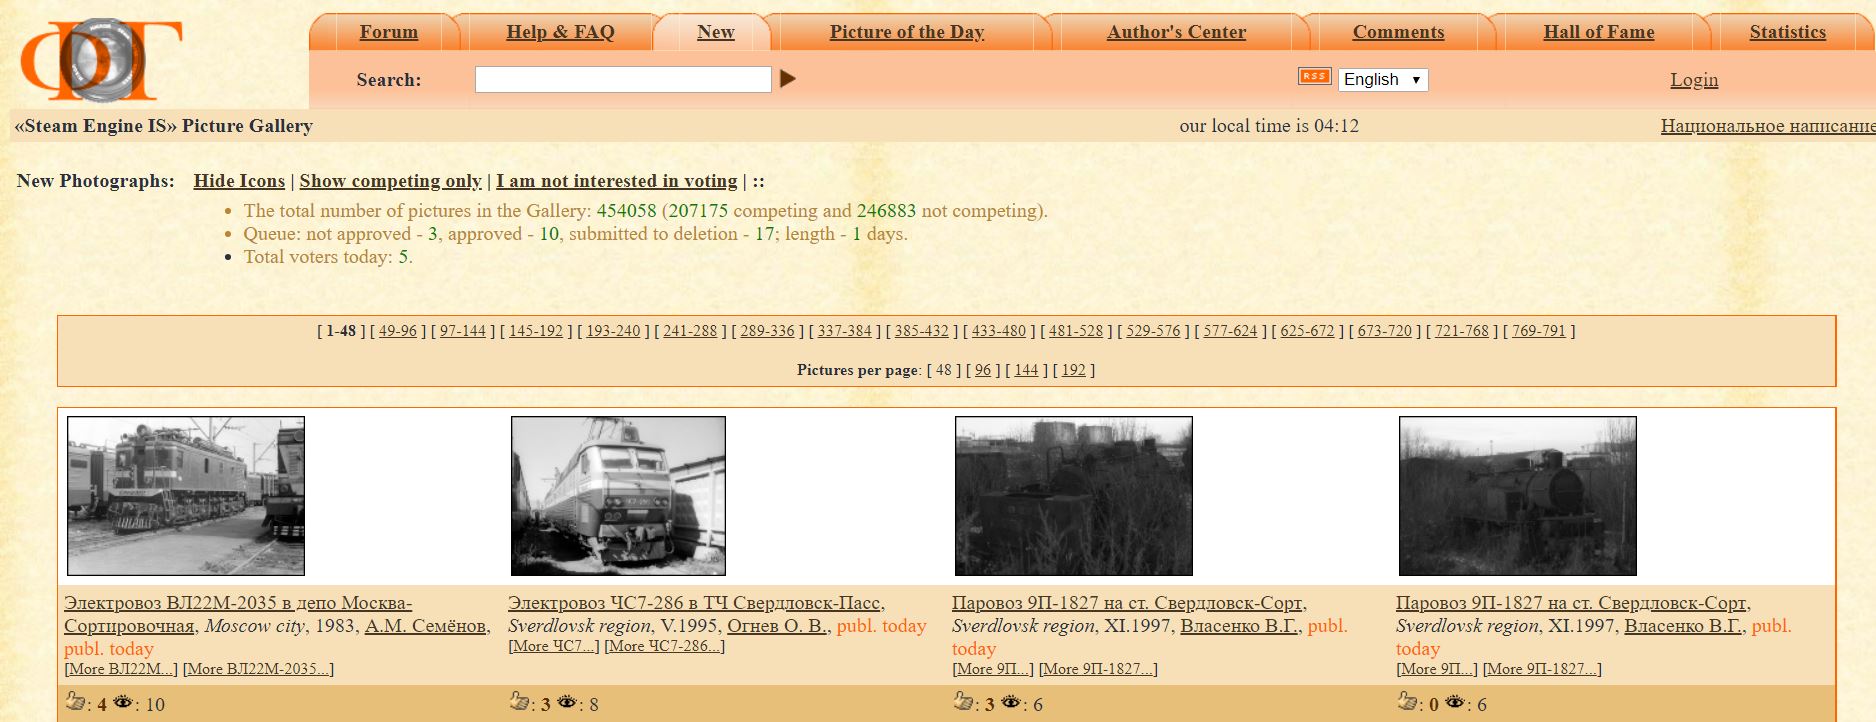 ФГ
Forum Help & FAQ New Picture of the Day Author's Center Comments Hall of Fame Statistics
Search: RSS English Login
«Steam Engine IS» Picture Gallery our local time is 04:12 Национальное написание
New Photographs: Hide Icons | Show competing only | I am not interested in voting | ::
• The total number of pictures in the Gallery: 454058 (207175 competing and 246883 not competing).
• Queue: not approved - 3, approved - 10, submitted to deletion - 17; length - 1 days.
• Total voters today: 5.
[ 1-48 ] [ 49-96 ] [ 97-144 ] [ 145-192 ] [ 193-240 ] [ 241-288 ] [ 289-336 ] [ 337-384 ] [ 385-432 ] [ 433-480 ] [ 481-528 ] [ 529-576 ] [ 577-624 ] [ 625-672 ] [ 673-720 ] [ 721-768 ] [ 769-791 ]
Pictures per page: [ 48 ] [ 96 ] [ 144 ] [ 192 ]
Электровоз ВЛ22М-2035 в депо Москва-
Сортировочная, Moscow city, 1983, А.М. Семёнов,
publ. today
[More ВЛ22М...] [More ВЛ22М-2035...]
: 4 : 10
Электровоз ЧС7-286 в ТЧ Свердловск-Пасс,
Sverdlovsk region, V.1995, Огнев О. В., publ. today
[More ЧС7...] [More ЧС7-286...]
: 3 : 8
Паровоз 9П-1827 на ст. Свердловск-Сорт,
Sverdlovsk region, XI.1997, Власенко В.Г., publ.
today
[More 9П...] [More 9П-1827...]
: 3 : 6
Паровоз 9П-1827 на ст. Свердловск-Сорт,
Sverdlovsk region, XI.1997, Власенко В.Г., publ.
today
[More 9П...] [More 9П-1827...]
: 0 : 6